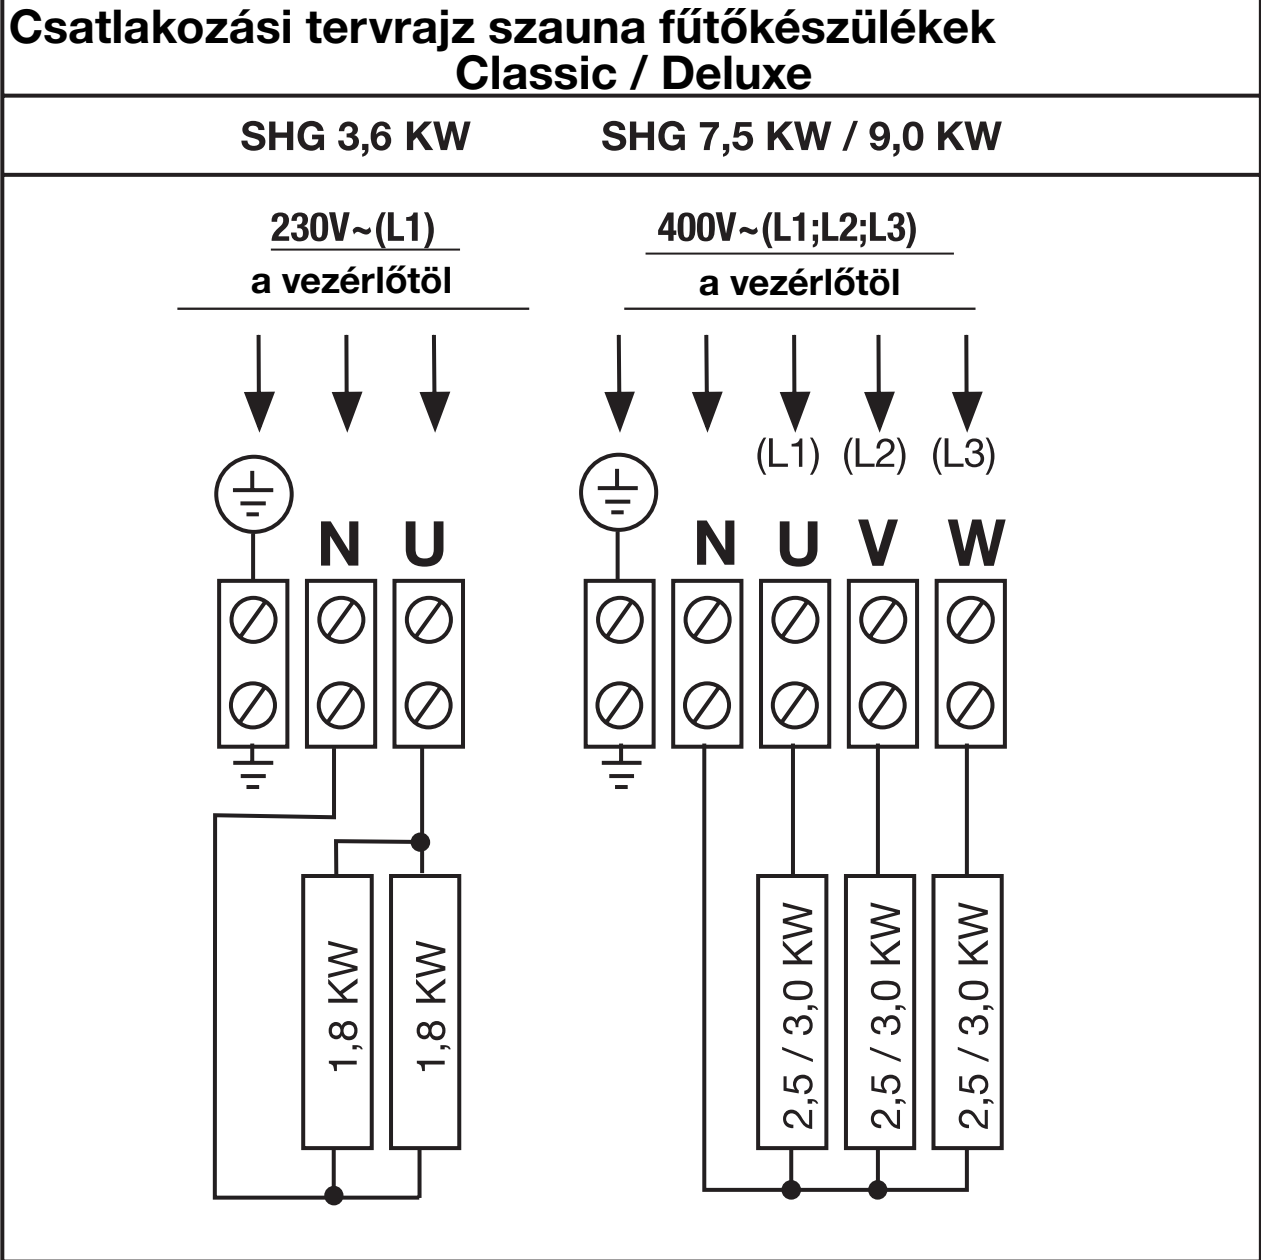 Csatlakozási tervrajz szauna fűtőkészülékek
Classic / Deluxe
SHG 3,6 KW
SHG 7,5 KW / 9,0 KW
230V~(L1)
a vezérlőtöl
400V~(L1;L2;L3)
a vezérlőtöl
(L1) (L2) (L3)
N U
N U V W
1,8 KW
1,8 KW
2,5 / 3,0 KW
2,5 / 3,0 KW
2,5 / 3,0 KW